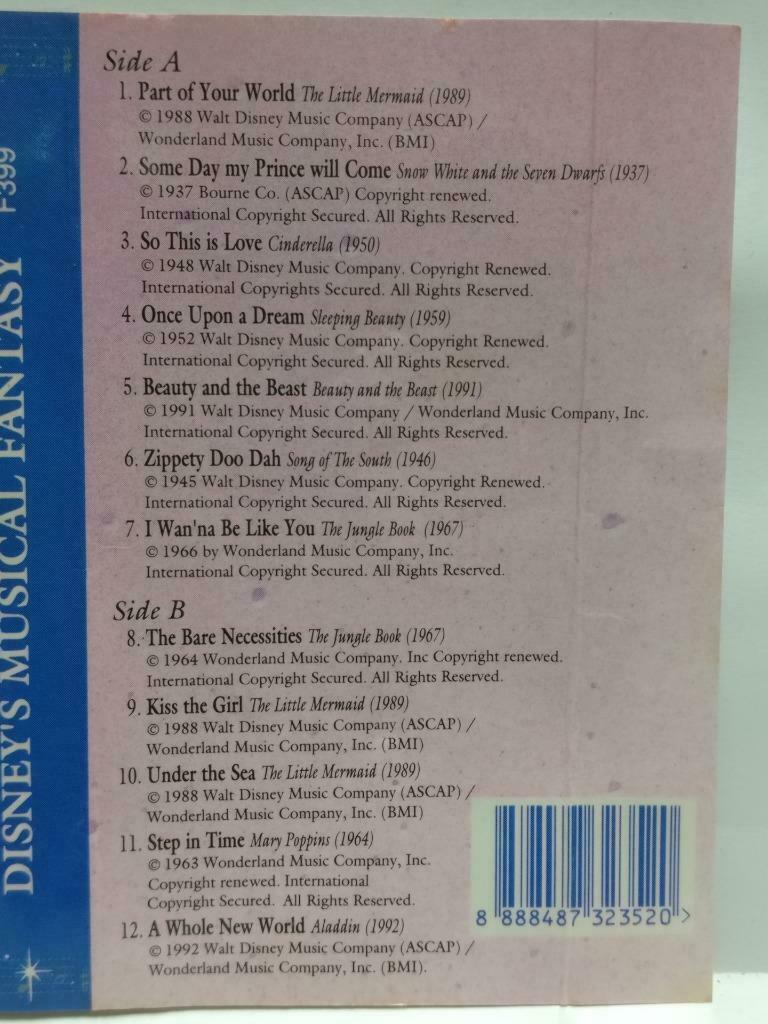 DISNEY'S MUSICAL FANTASY F399
Side A
1. Part of Your World The Little Mermaid (1989)
© 1988 Walt Disney Music Company (ASCAP) /
Wonderland Music Company, Inc. (BMI)
2. Some Day my Prince will Come Snow White and the Seven Dwarfs (1937)
© 1937 Bourne Co. (ASCAP) Copyright renewed.
International Copyright Secured. All Rights Reserved.
3. So This is Love Cinderella (1950)
© 1948 Walt Disney Music Company. Copyright Renewed.
International Copyrights Secured. All Rights Reserved.
4. Once Upon a Dream Sleeping Beauty (1959)
© 1952 Walt Disney Music Company. Copyright Renewed.
International Copyright Secured. All Rights Reserved.
5. Beauty and the Beast Beauty and the Beast (1991)
© 1991 Walt Disney Music Company / Wonderland Music Company, Inc.
International Copyright Secured. All Rights Reserved.
6. Zippety Doo Dah Song of The South (1946)
© 1945 Walt Disney Music Company. Copyright Renewed.
International Copyright Secured. All Rights Reserved.
7. I Wan'na Be Like You The Jungle Book (1967)
© 1966 by Wonderland Music Company, Inc.
International Copyright Secured. All Rights Reserved.
Side B
8. The Bare Necessities The Jungle Book (1967)
© 1964 Wonderland Music Company. Inc Copyright renewed.
International Copyright Secured. All Rights Reserved.
9. Kiss the Girl The Little Mermaid (1989)
© 1988 Walt Disney Music Company (ASCAP) /
Wonderland Music Company, Inc. (BMI)
10. Under the Sea The Little Mermaid (1989)
© 1988 Walt Disney Music Company (ASCAP) /
Wonderland Music Company, Inc. (BMI)
11. Step in Time Mary Poppins (1964)
© 1963 Wonderland Music Company, Inc.
Copyright renewed. International
Copyright Secured. All Rights Reserved.
12. A Whole New World Aladdin (1992)
© 1992 Walt Disney Music Company (ASCAP) /
Wonderland Music Company, Inc. (BMI).
8 888487 323520 >